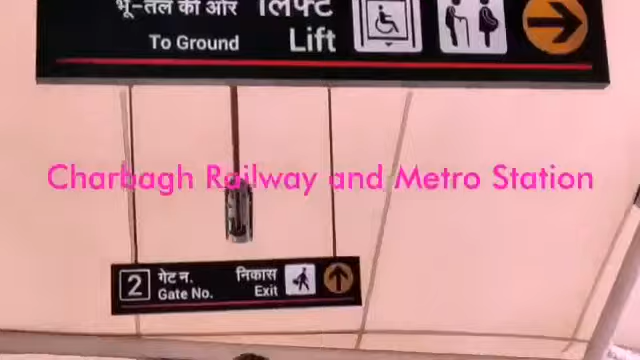 भू-तल की ओर लिफ्ट
To Ground Lift
Charbagh Railway and Metro Station
2 गेट न. निकास
Gate No. Exit